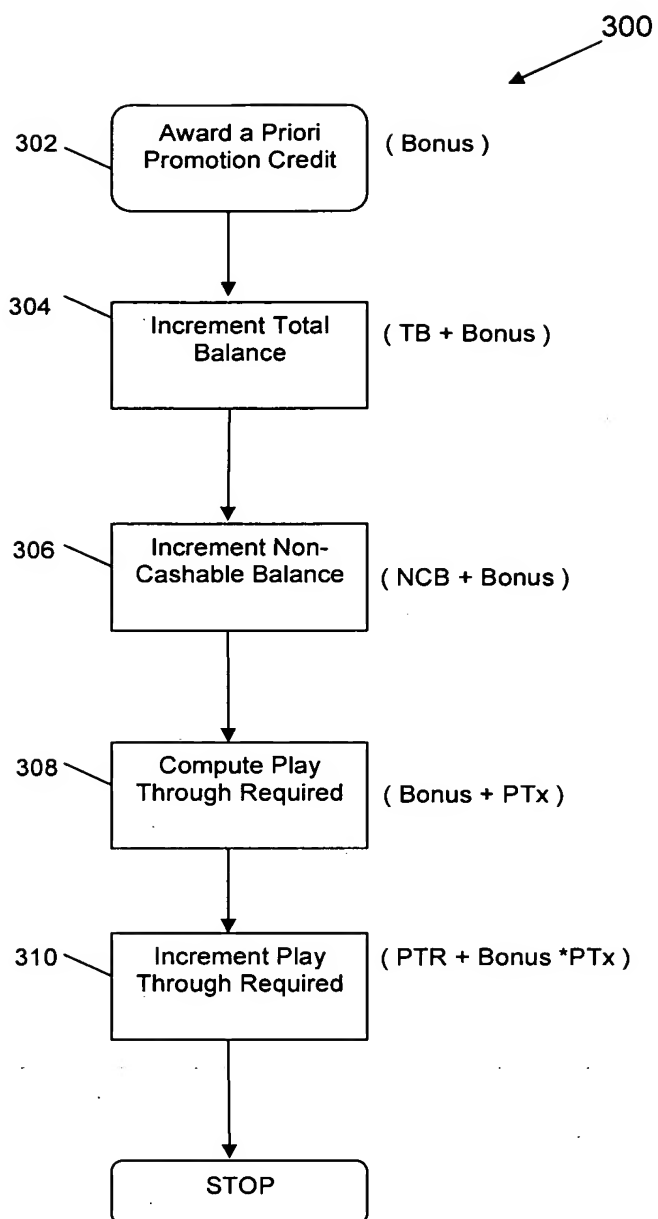 300
302
Award a Priori
Promotion Credit
( Bonus )
304
Increment Total
Balance
( TB + Bonus )
306
Increment Non-
Cashable Balance
( NCB + Bonus )
308
Compute Play
Through Required
( Bonus + PTx )
310
Increment Play
Through Required
( PTR + Bonus *PTx )
STOP